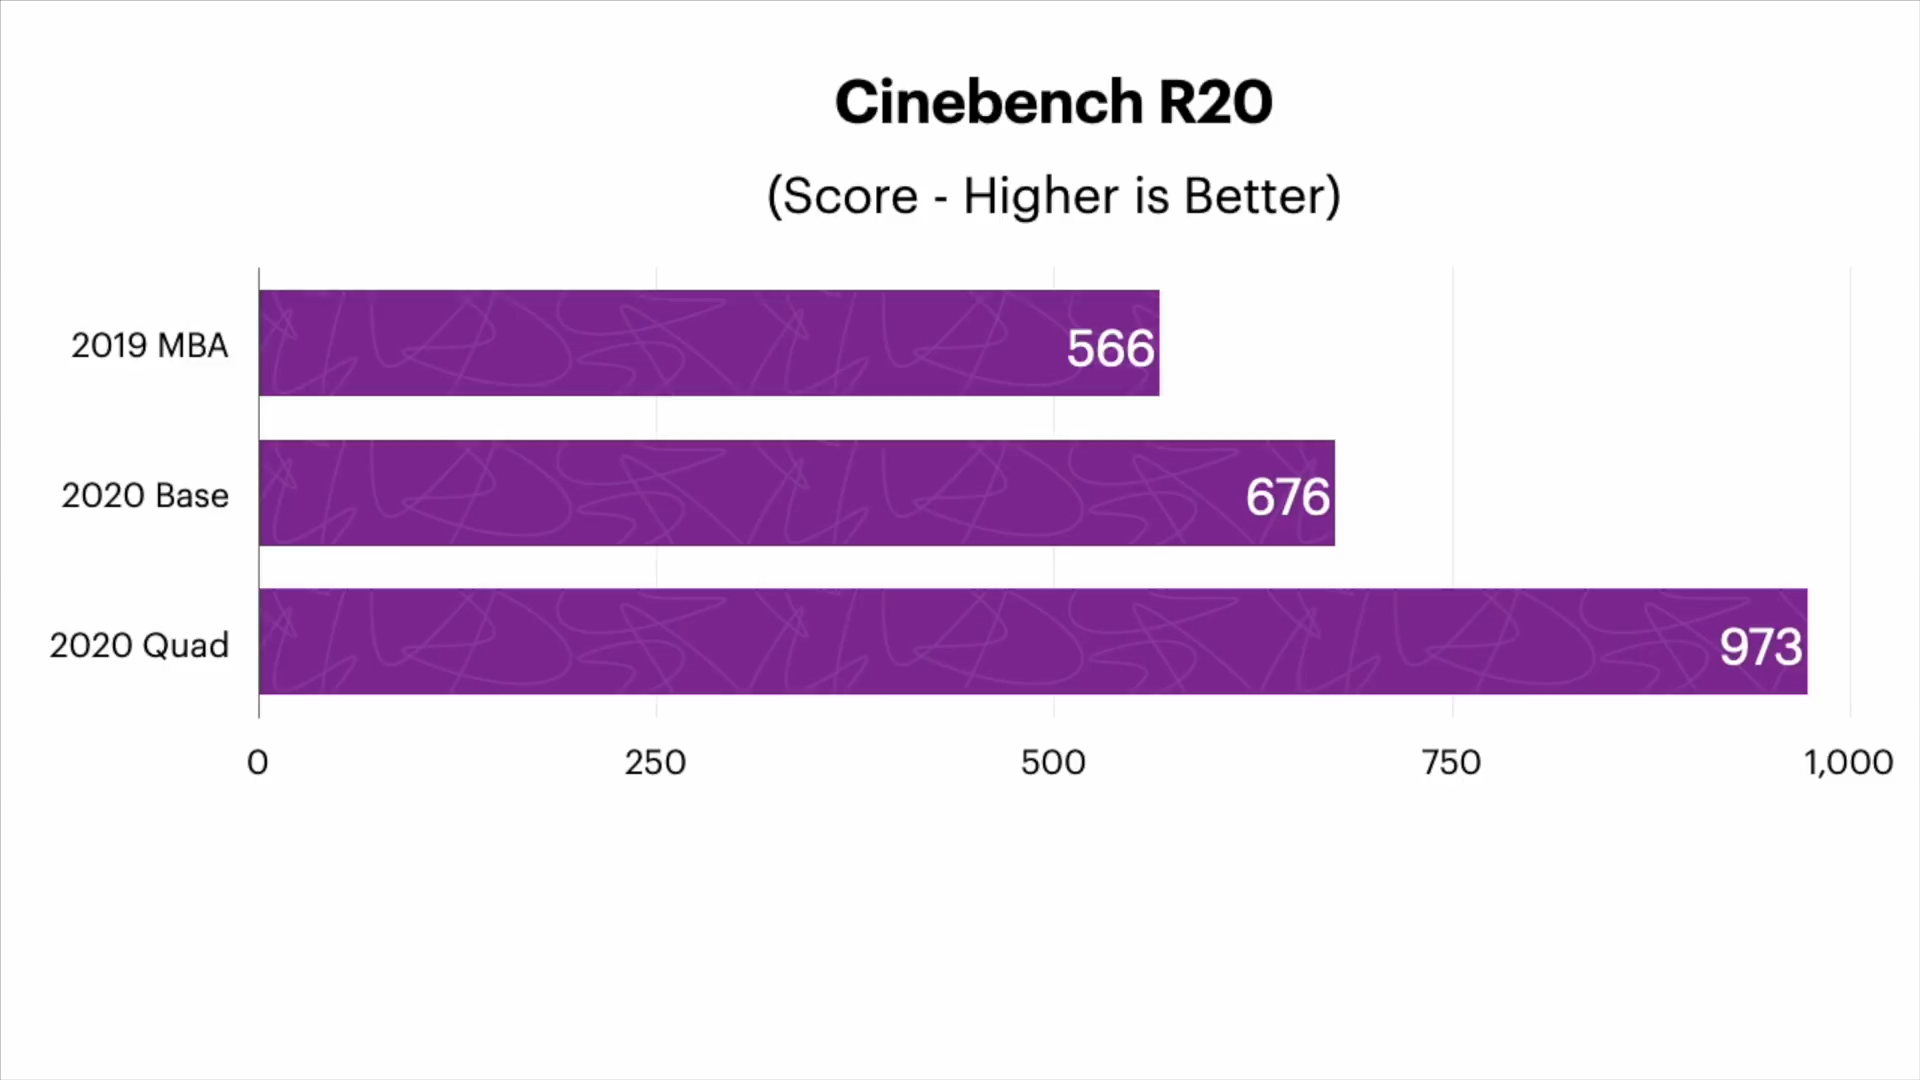 Cinebench R20
(Score - Higher is Better)
2019 MBA
566
2020 Base
676
2020 Quad
973
0 250 500 750 1,000